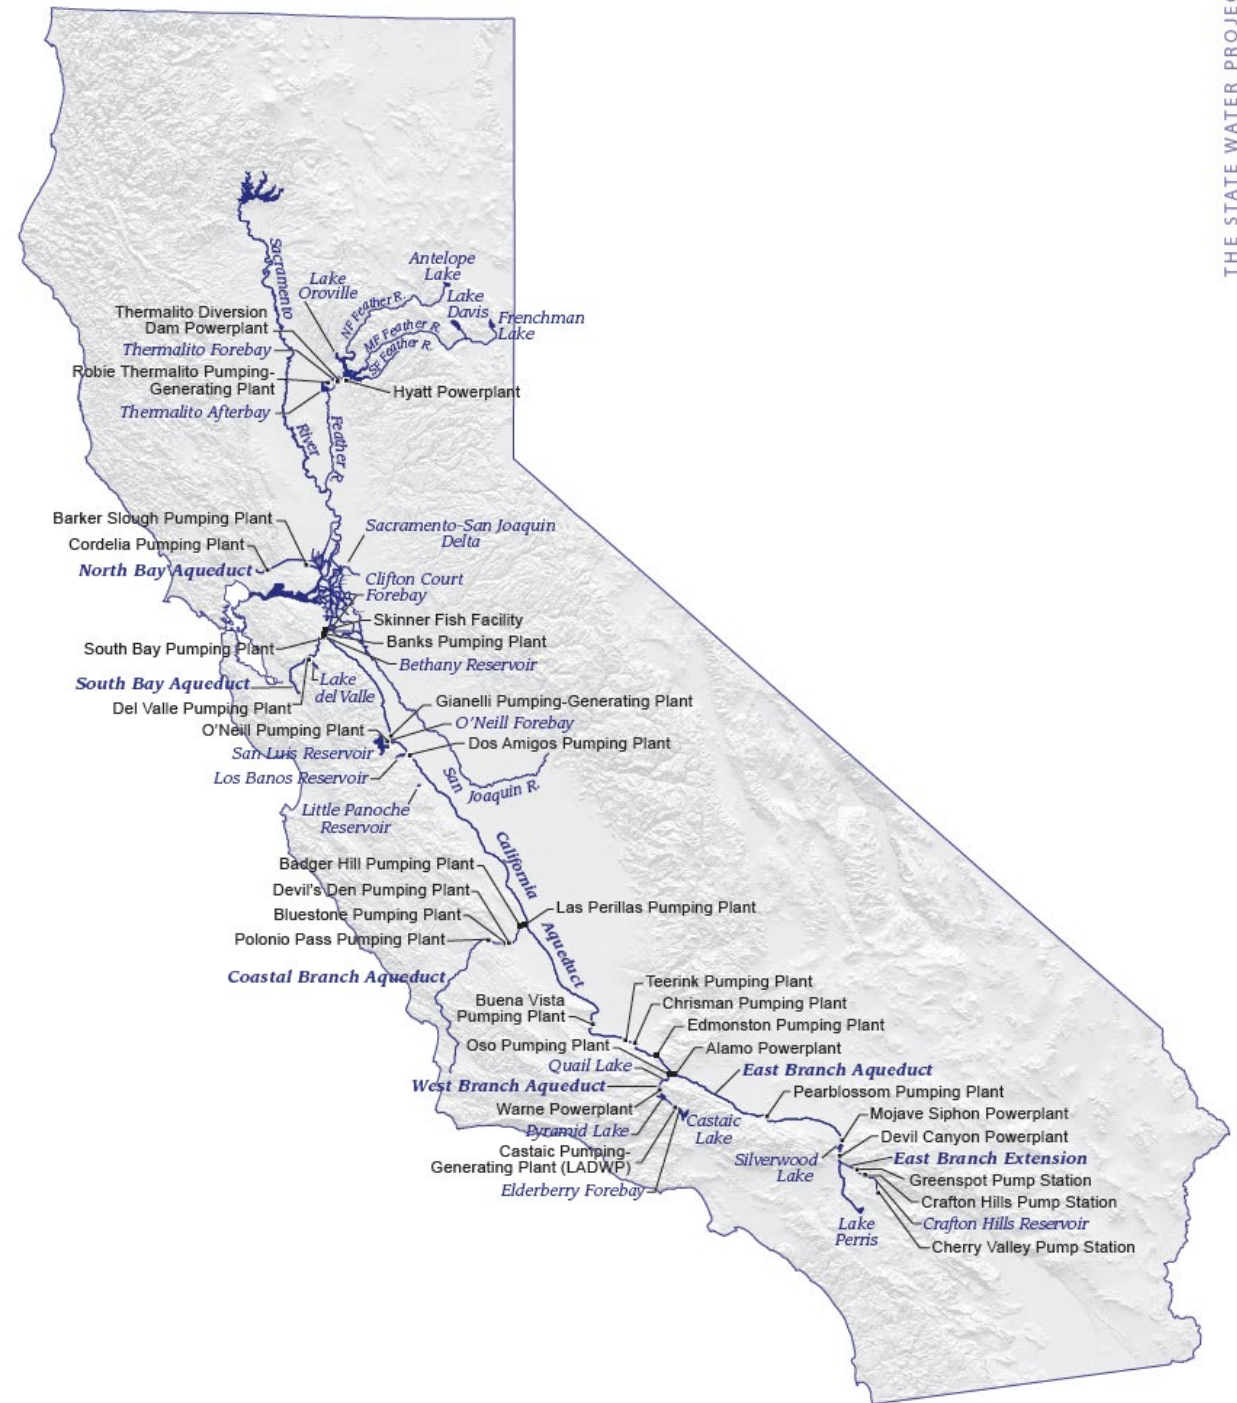 THE STATE WATER PROJEC
Sacramento
River
Lake
Oroville
Antelope
Lake
Lake
Davis
Frenchman
Lake
NF Feather R.
MF Feather R.
SF Feather R.
Thermalito Diversion
Dam Powerplant
Thermalito Forebay
Robie Thermalito Pumping-
Generating Plant
Thermalito Afterbay
Hyatt Powerplant
Feather R.
Barker Slough Pumping Plant
Cordelia Pumping Plant
North Bay Aqueduct
Sacramento-San Joaquin
Delta
Clifton Court
Forebay
Skinner Fish Facility
Banks Pumping Plant
South Bay Pumping Plant
Bethany Reservoir
South Bay Aqueduct
Lake
del Valle
Del Valle Pumping Plant
Gianelli Pumping-Generating Plant
O'Neill Forebay
O'Neill Pumping Plant
Dos Amigos Pumping Plant
San Luis Reservoir
Los Banos Reservoir
San
Joaquin R.
Little Panoche
Reservoir
California
Aqueduct
Badger Hill Pumping Plant
Devil's Den Pumping Plant
Las Perillas Pumping Plant
Bluestone Pumping Plant
Polonio Pass Pumping Plant
Coastal Branch Aqueduct
Teerink Pumping Plant
Buena Vista
Pumping Plant
Chrisman Pumping Plant
Edmonston Pumping Plant
Oso Pumping Plant
Alamo Powerplant
Quail Lake
East Branch Aqueduct
West Branch Aqueduct
Pearblossom Pumping Plant
Warne Powerplant
Mojave Siphon Powerplant
Pyramid Lake
Castaic
Lake
Devil Canyon Powerplant
Castaic Pumping-
Generating Plant (LADWP)
Silverwood
Lake
East Branch Extension
Greenspot Pump Station
Elderberry Forebay
Crafton Hills Pump Station
Lake
Perris
Crafton Hills Reservoir
Cherry Valley Pump Station